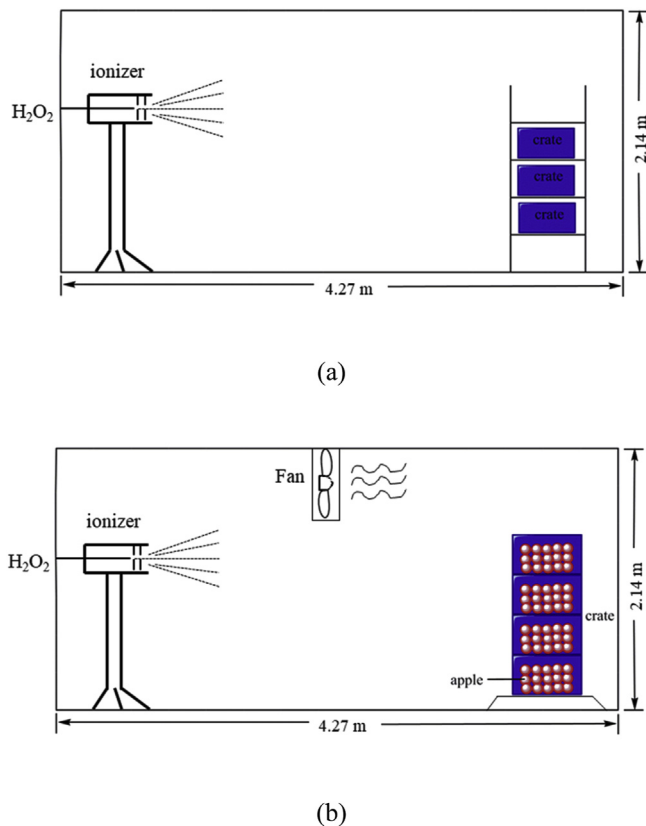 ionizer
H₂O₂
crate
crate
crate
2.14 m
4.27 m
(a)
Fan
ionizer
H₂O₂
crate
apple
2.14 m
4.27 m
(b)